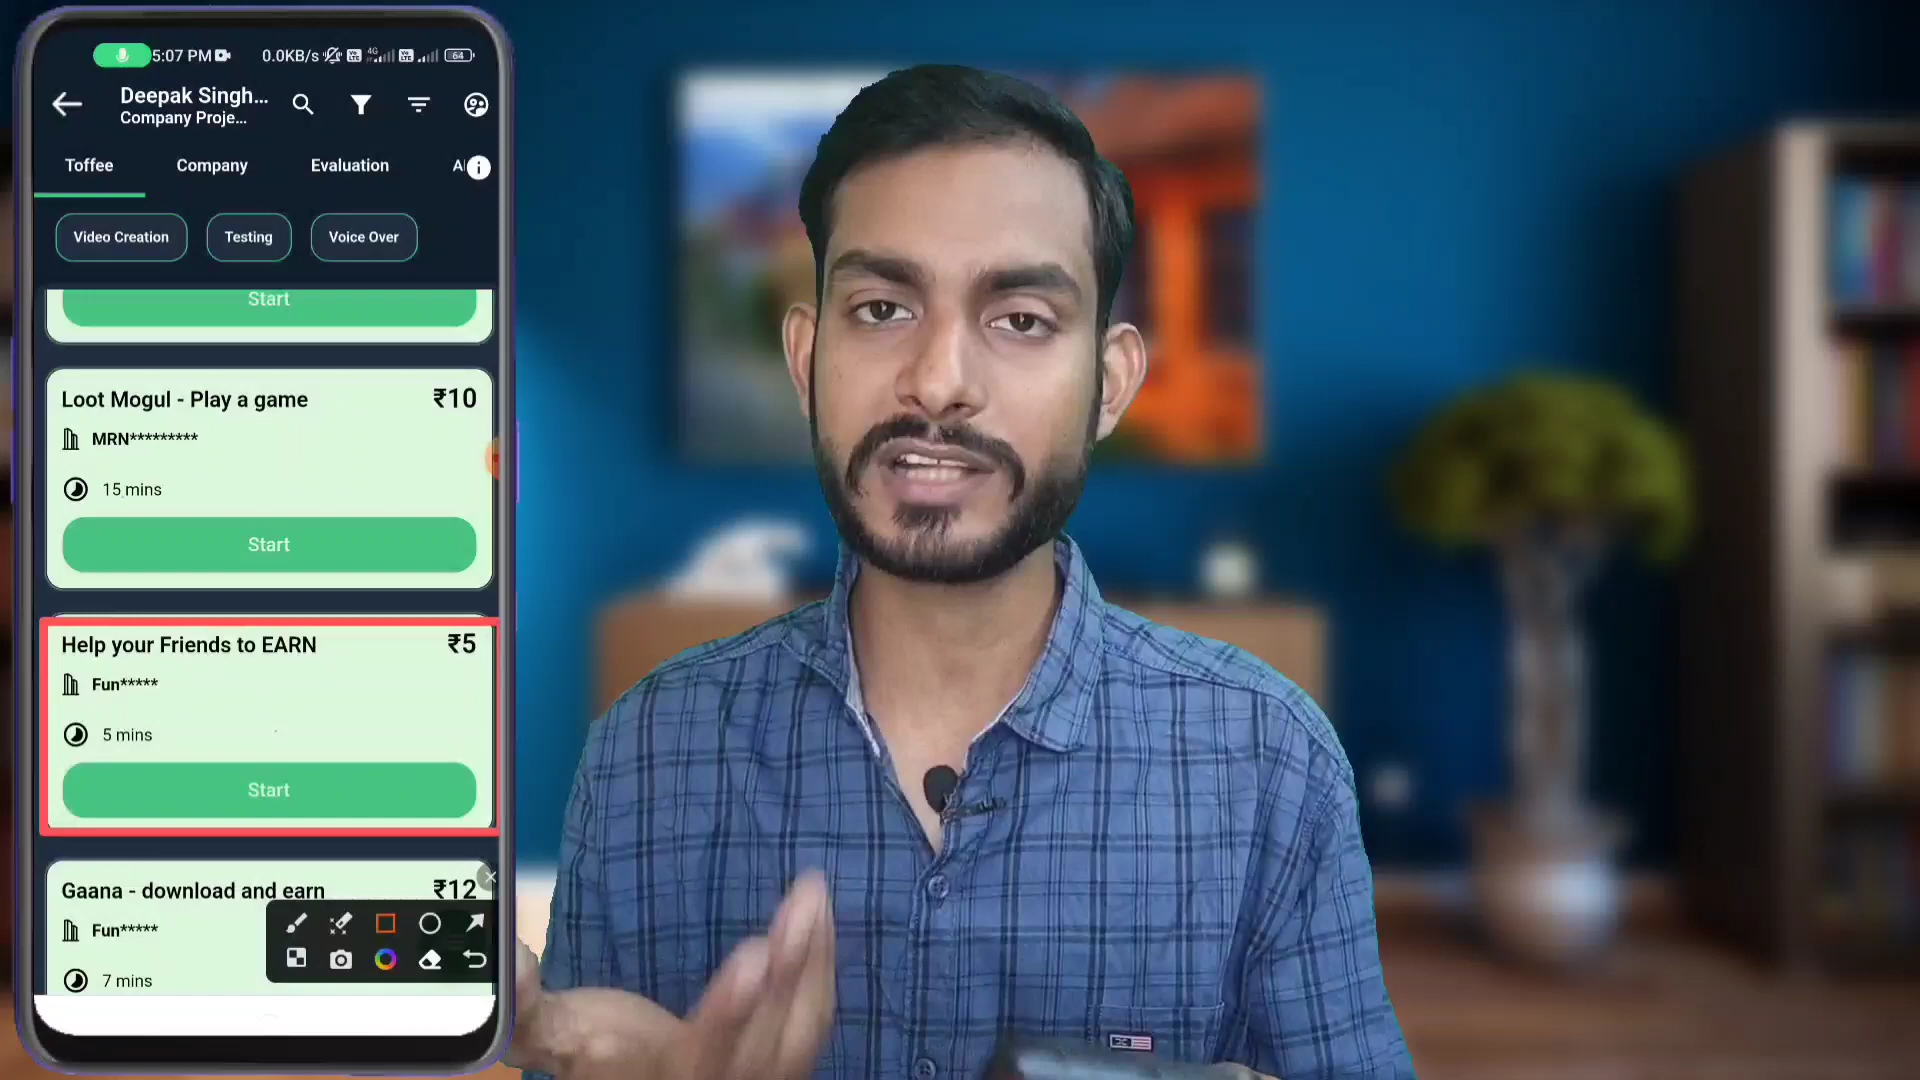 5:07 PM 0.0KB/s 4G 64
Deepak Singh...
Company Proje...
Toffee Company Evaluation
Video Creation Testing Voice Over
Start
Loot Mogul - Play a game ₹10
MRN*********
15 mins
Start
Help your Friends to EARN ₹5
Fun*****
5 mins
Start
Gaana - download and earn ₹12
Fun*****
7 mins